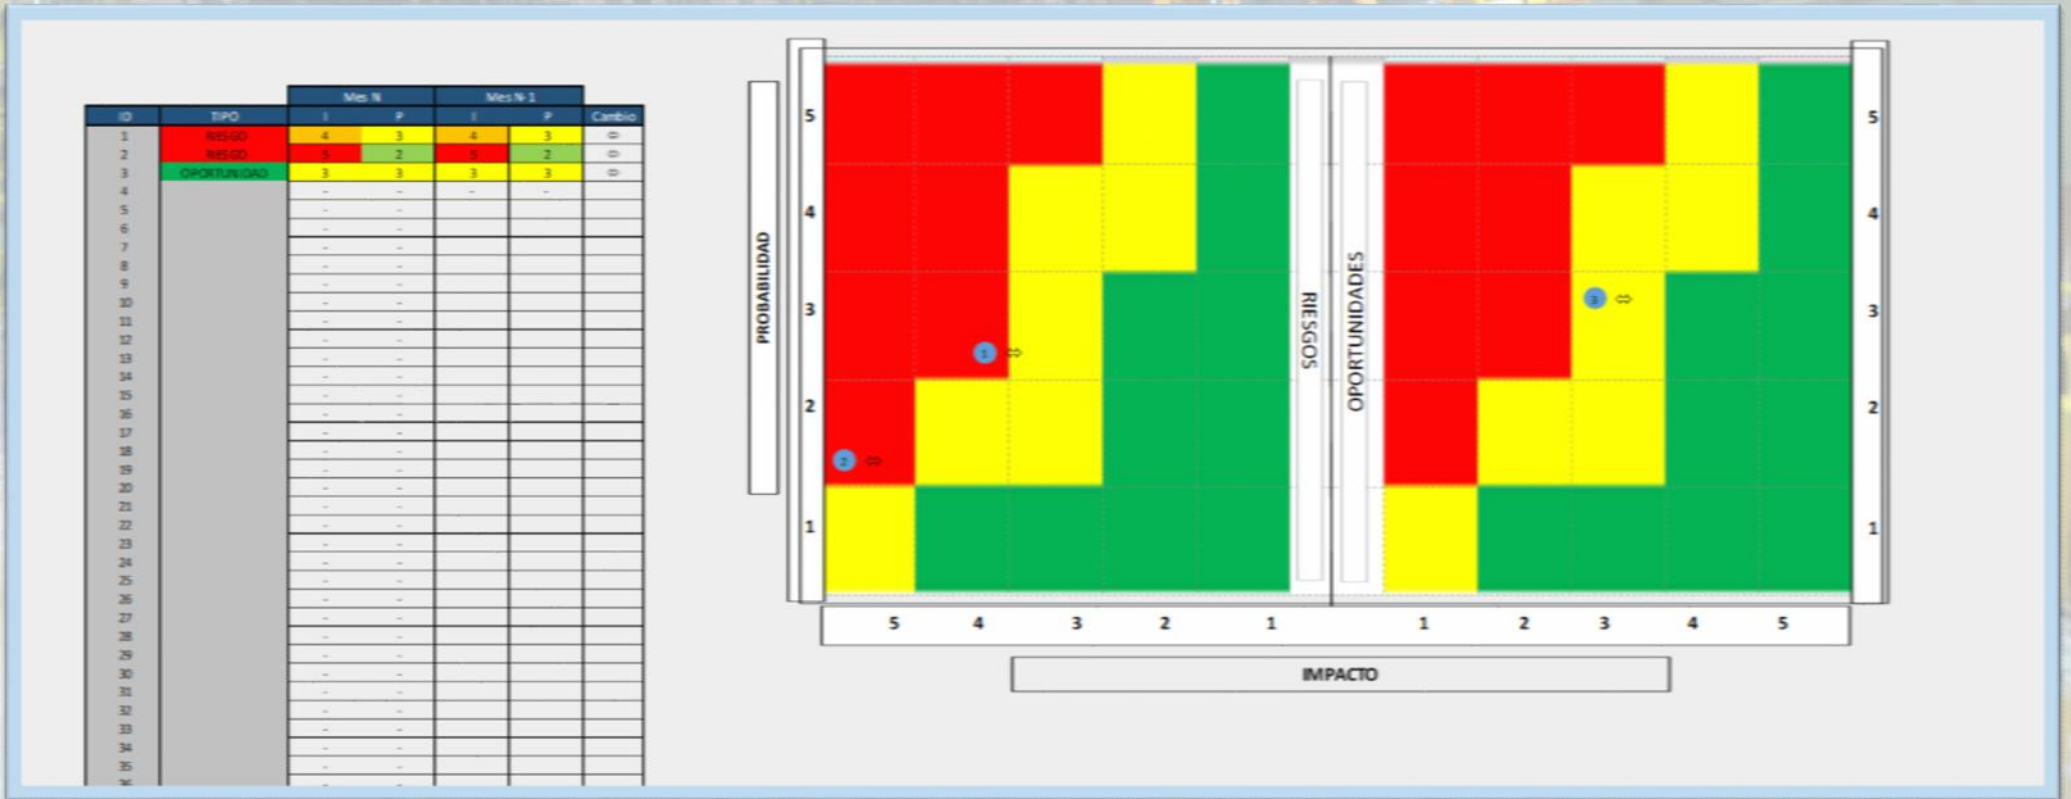 Mes N Mes N-1
ID TIPO I P I P Cambio
1 RIESGO 4 3 4 3 ⇔
2 RIESGO 5 2 5 2 ⇔
3 OPORTUNIDAD 3 3 3 3 ⇔
4 - - - -
5 - -
6 - -
7 - -
8 - -
9 - -
10 - -
11 - -
12 - -
13 - -
14 - -
15 - -
16 - -
17 - -
18 - -
19 - -
20 - -
21 - -
22 - -
23 - -
24 - -
25 - -
26 - -
27 - -
28 - -
29 - -
30 - -
31 - -
32 - -
33 - -
34 - -
35 - -
PROBABILIDAD
5
4
3
2
1
1 ⇔
2 ⇔
RIESGOS
OPORTUNIDADES
3 ⇔
5
4
3
2
1
5 4 3 2 1 1 2 3 4 5
IMPACTO